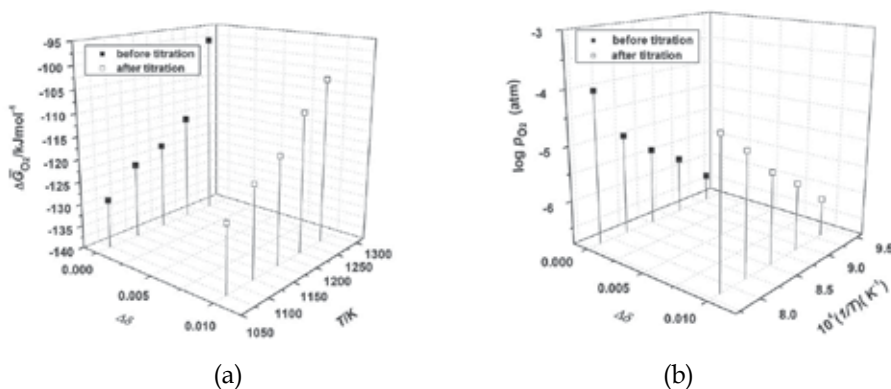 -95
-100
-105
-110
-115
-120
-125
-130
-135
-140
ΔG̅O₂/kJmol⁻¹
before titration
after titration
0.000
0.005
0.010
Δδ
1050
1100
1150
1200
1250
1300
T/K
(a)
-3
-4
-5
-6
log pO₂ (atm)
before titration
after titration
0.000
0.005
0.010
Δδ
8.0
8.5
9.0
9.5
10⁴(1/T)(K⁻¹)
(b)